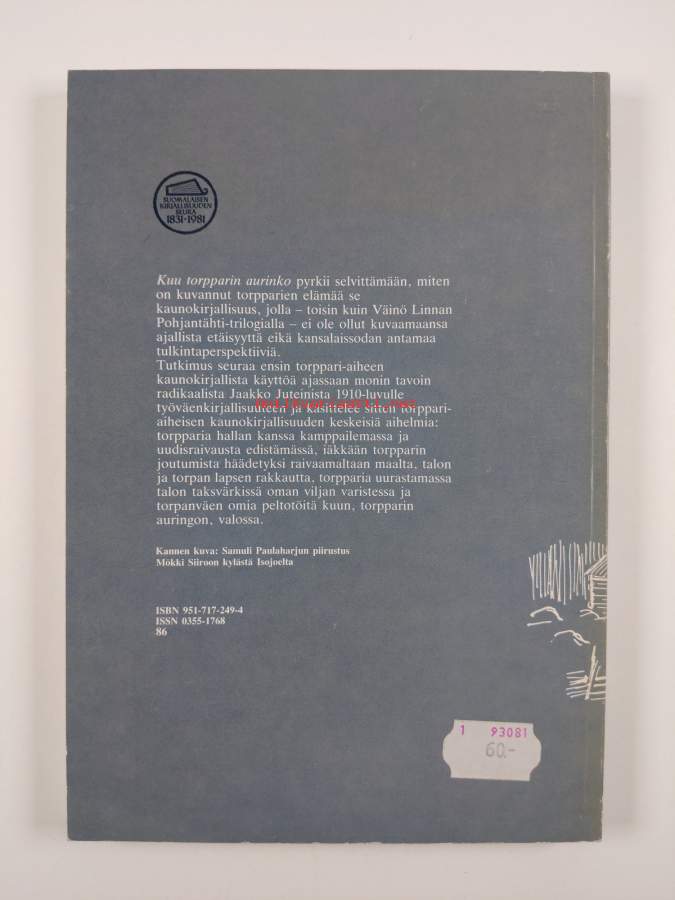 SUOMALAISEN
KIRJALLISUUDEN
SEURA
1831·1981
Kuu torpparin aurinko pyrkii selvittämään, miten
on kuvannut torpparien elämää se
kaunokirjallisuus, jolla – toisin kuin Väinö Linnan
Pohjantähti-trilogialla – ei ole ollut kuvaamaansa
ajallista etäisyyttä eikä kansalaissodan antamaa
tulkintaperspektiiviä.
Tutkimus seuraa ensin torppari-aiheen
kaunokirjallista käyttöä ajassaan monin tavoin
radikaalista Jaakko Juteinista 1910-luvulle
työväenkirjallisuuteen ja käsittelee sitten torppari-
aiheisen kaunokirjallisuuden keskeisiä aihelmia:
torpparia hallan kanssa kamppailemassa ja
uudisraivausta edistämässä, iäkkään torpparin
joutumista häädetyksi raivaamaltaan maalta, talon
ja torpan lapsen rakkautta, torpparia uurastamassa
talon taksvärkissä oman viljan varistessa ja
torpanväen omia peltotöitä kuun, torpparin
auringon, valossa.
Kannen kuva: Samuli Paulaharjun piirustus
Mökki Siiroon kylästä Isojoelta
ISBN 951-717-249-4
ISSN 0355-1768
86
1 93081
60.-